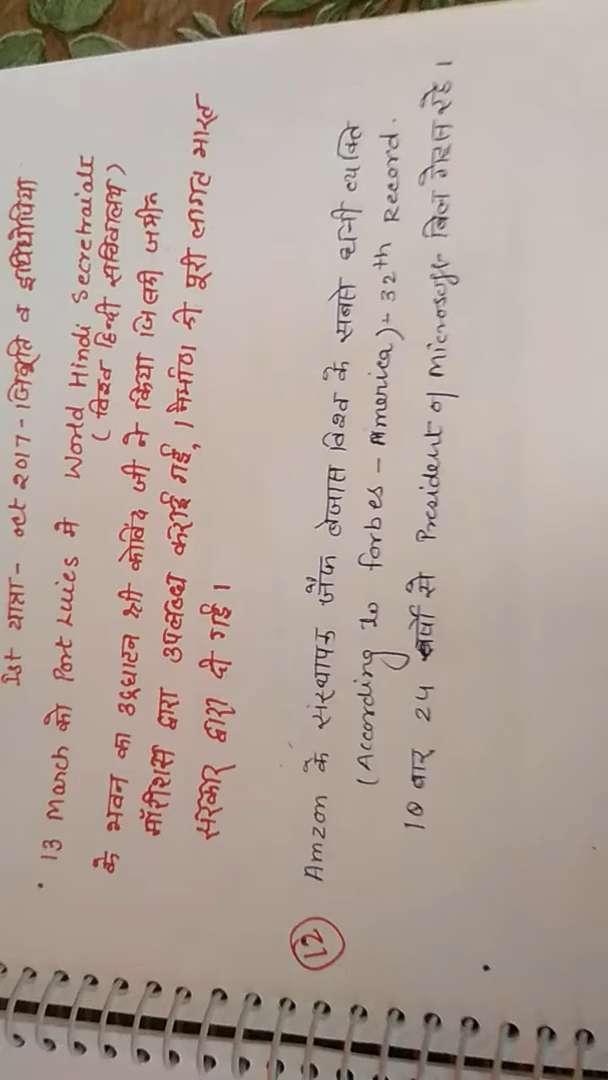 Ist यात्रा - oct 2017 - जिबूति व इथियोपिया
• 13 March को Port Luies में World Hindi Secretraiate
( विश्व हिन्दी सचिवालय )
के भवन का उद्घाटन श्री कोविंद जी ने किया जिसकी जमीन
मॉरीशस द्वारा उपलब्ध कराई गई, । निर्माण की पूरी लागत भारत
सरकार द्वारा दी गई ।
12 Amzon के संस्थापक जैफ बेजोस विश्व के सबसे धनी व्यक्ति
( According to forbes - America ) - 32th Record.
10 बार 24 वर्षों से President of Microsoft बिल गेट्स रहे ।